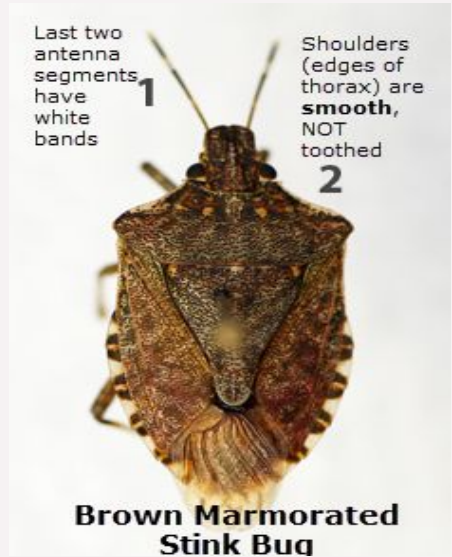 Last two
antenna
segments
have
white
bands
1
Shoulders
(edges of
thorax) are
smooth,
NOT
toothed
2
Brown Marmorated
Stink Bug